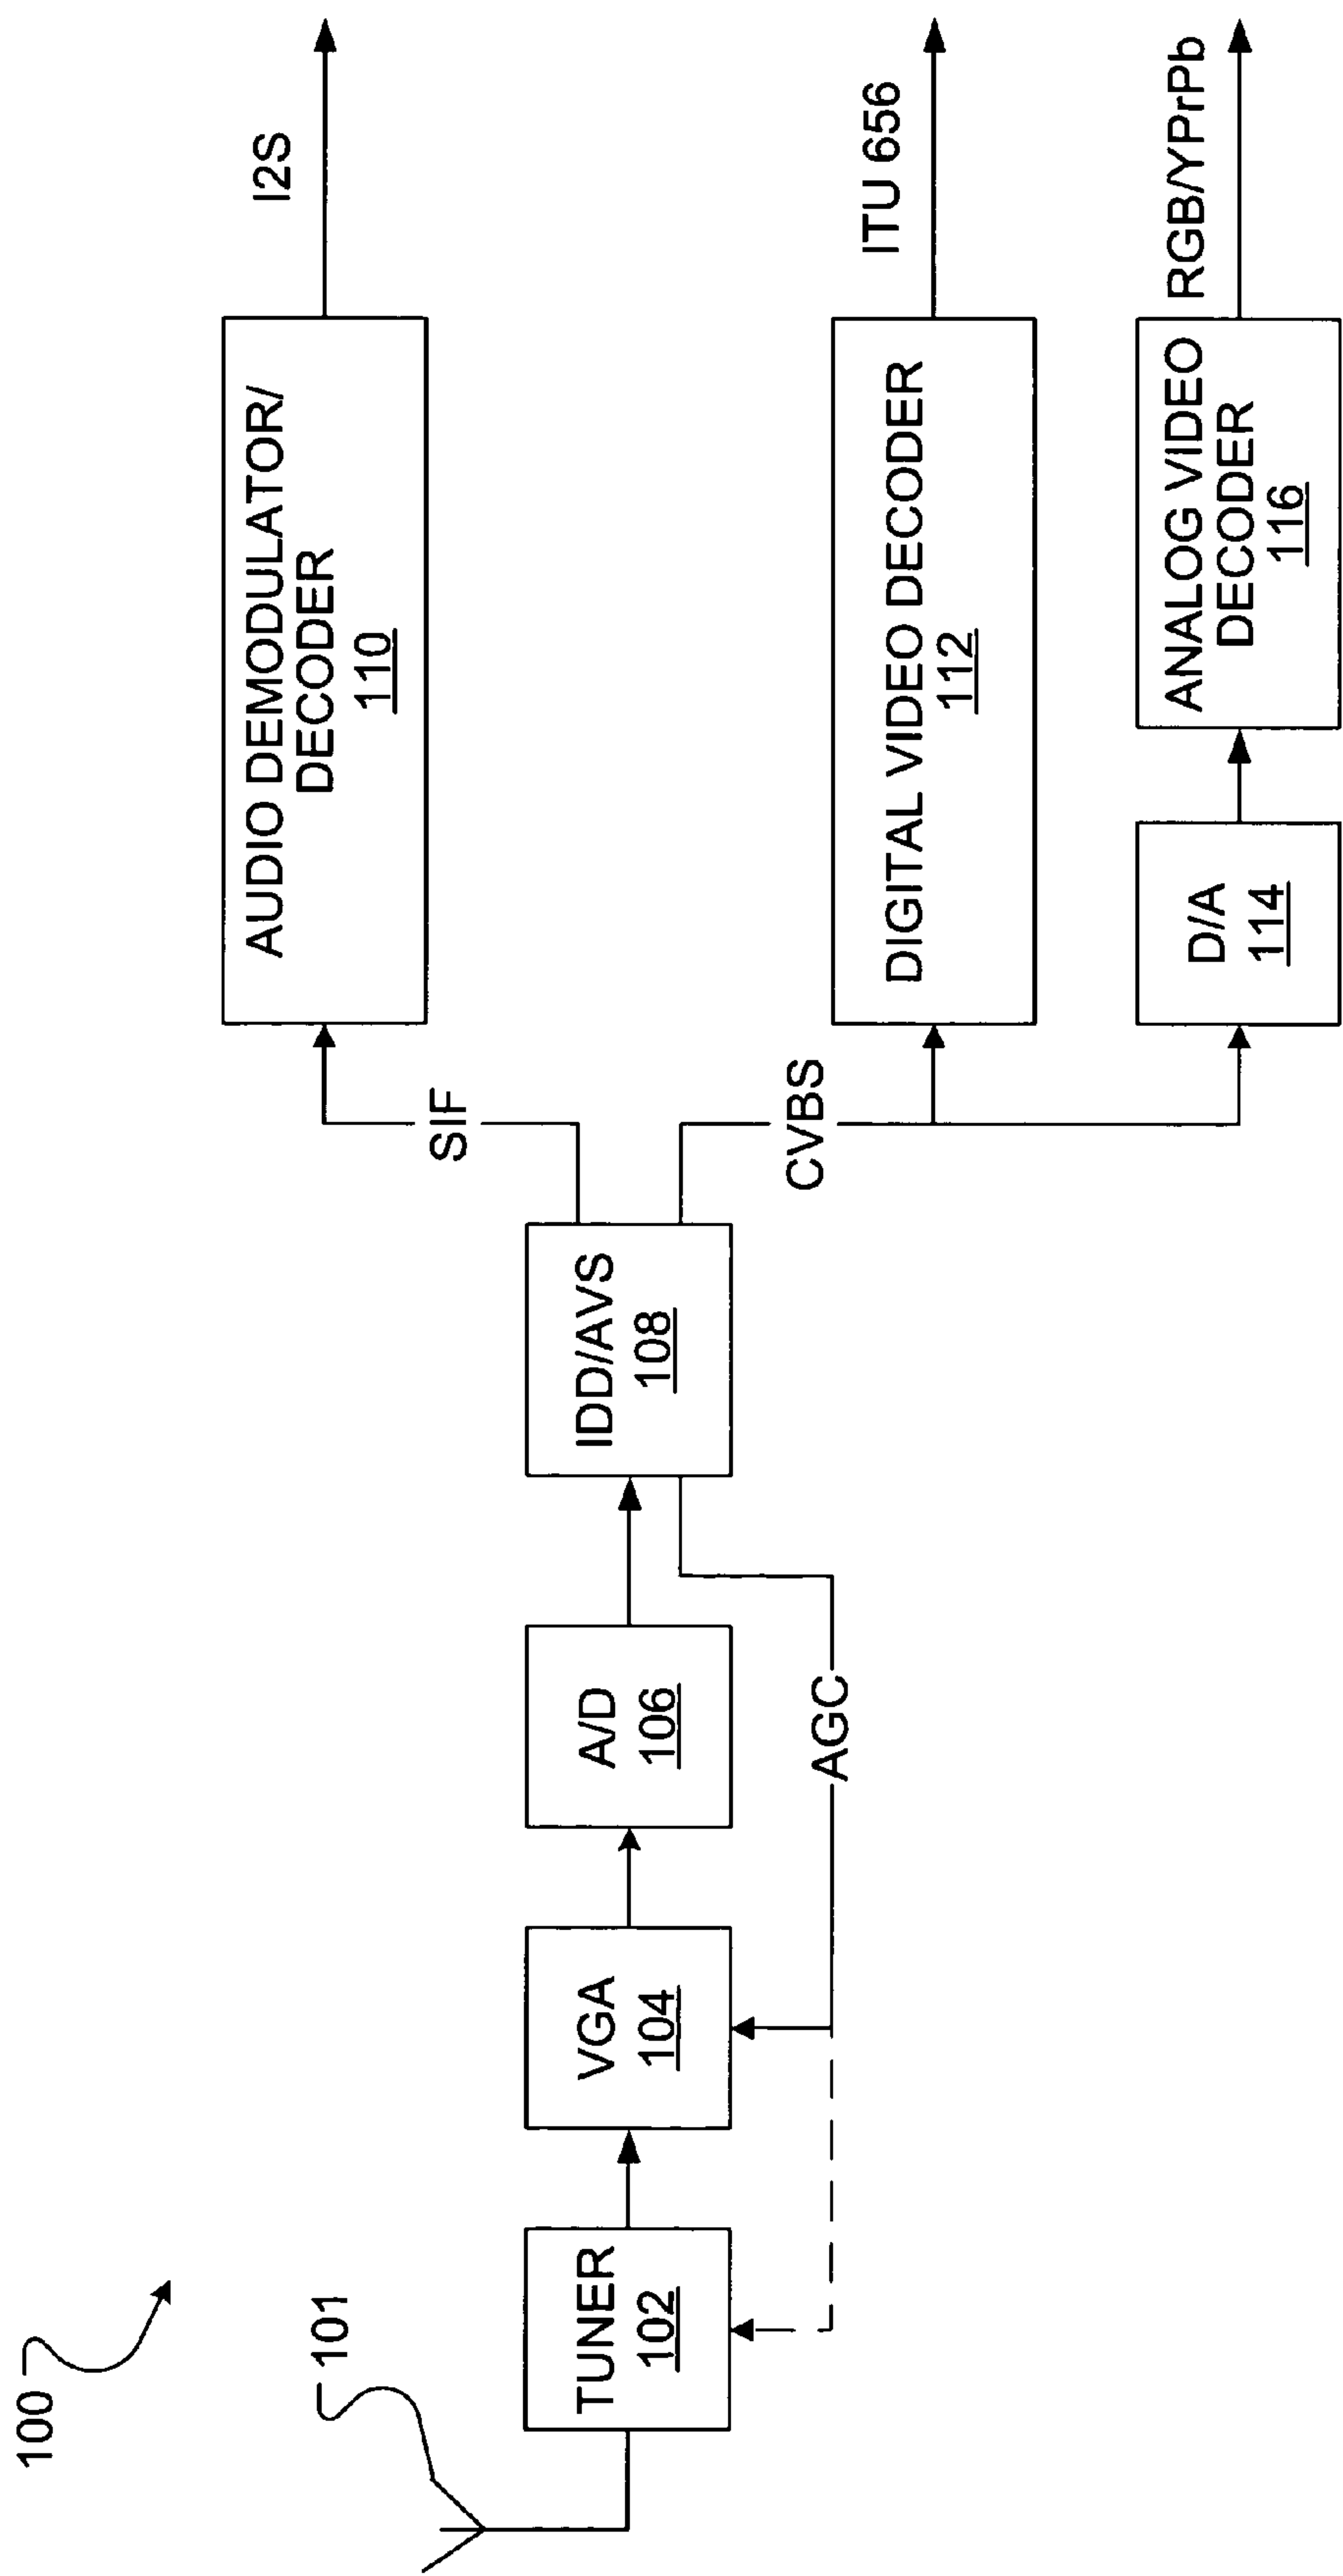 100
101
TUNER
102
VGA
104
A/D
106
AGC
IDD/AVS
108
SIF
CVBS
AUDIO DEMODULATOR/
DECODER
110
I2S
DIGITAL VIDEO DECODER
112
ITU 656
D/A
114
ANALOG VIDEO
DECODER
116
RGB/YPrPb